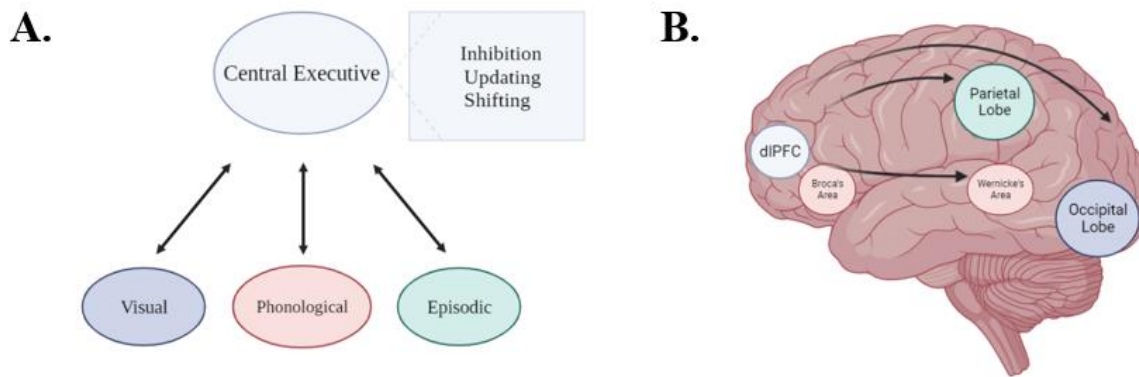 A.
Central Executive
Inhibition
Updating
Shifting
Visual
Phonological
Episodic
B.
Parietal
Lobe
dlPFC
Broca's
Area
Wernicke's
Area
Occipital
Lobe